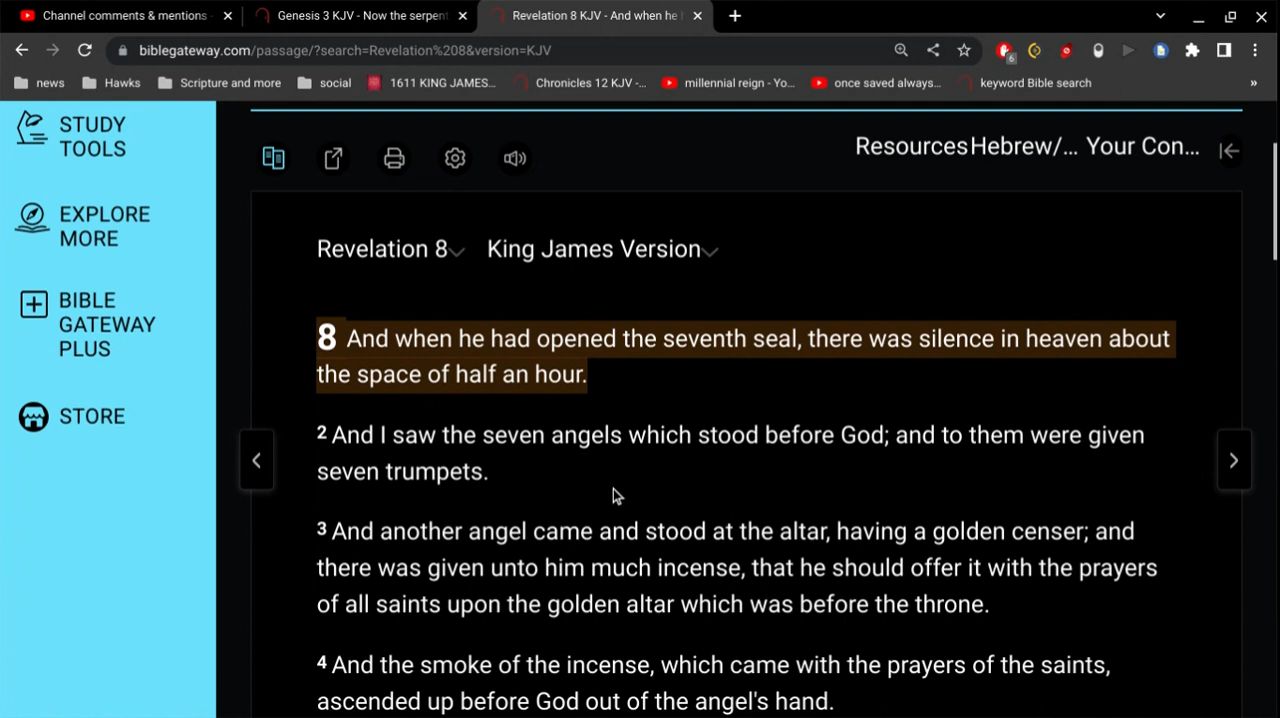 Channel comments & mentions -
Genesis 3 KJV - Now the serpent
Revelation 8 KJV - And when he
biblegateway.com/passage/?search=Revelation%208&version=KJV
6
news
Hawks
Scripture and more
social
1611 KING JAMES...
Chronicles 12 KJV -...
millennial reign - Yo...
once saved always...
keyword Bible search
»
STUDY
TOOLS
EXPLORE
MORE
BIBLE
GATEWAY
PLUS
STORE
Resources Hebrew/... Your Con...
Revelation 8 King James Version
8 And when he had opened the seventh seal, there was silence in heaven about
the space of half an hour.
2 And I saw the seven angels which stood before God; and to them were given
seven trumpets.
3 And another angel came and stood at the altar, having a golden censer; and
there was given unto him much incense, that he should offer it with the prayers
of all saints upon the golden altar which was before the throne.
4 And the smoke of the incense, which came with the prayers of the saints,
ascended up before God out of the angel's hand.